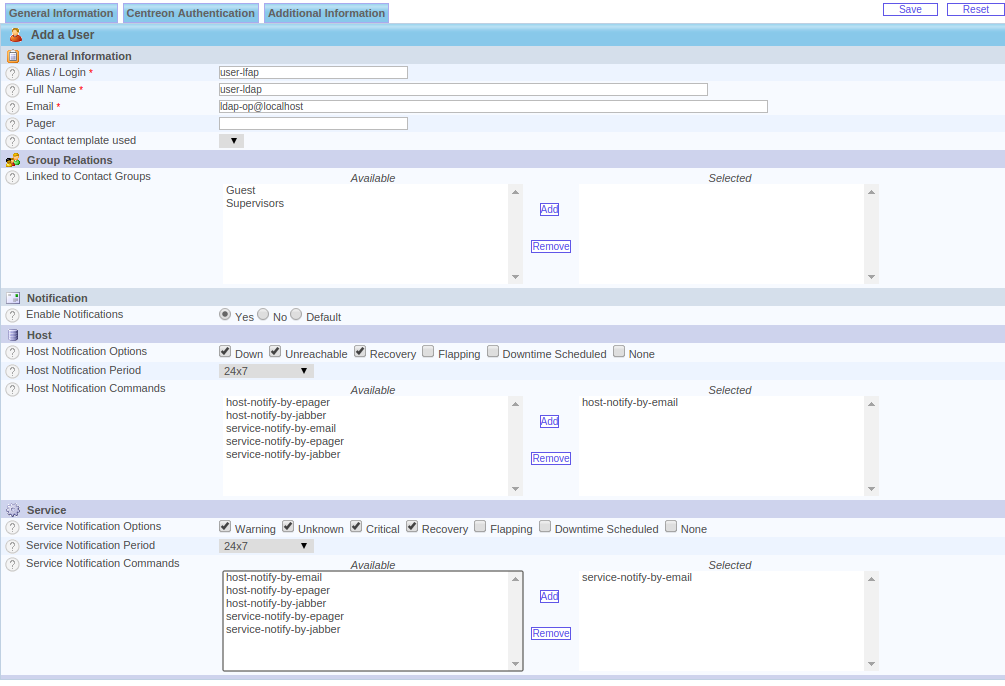 General Information Centreon Authentication Additional Information Save Reset
Add a User
General Information
? Alias / Login * user-lfap
? Full Name * user-ldap
? Email * ldap-op@localhost
? Pager
? Contact template used
Group Relations
? Linked to Contact Groups Available Selected
Guest
Supervisors
Add
Remove
Notification
? Enable Notifications Yes No Default
Host
? Host Notification Options Down Unreachable Recovery Flapping Downtime Scheduled None
? Host Notification Period 24x7
? Host Notification Commands Available Selected
host-notify-by-epager host-notify-by-email
host-notify-by-jabber
service-notify-by-email
service-notify-by-epager
service-notify-by-jabber
Add
Remove
Service
? Service Notification Options Warning Unknown Critical Recovery Flapping Downtime Scheduled None
? Service Notification Period 24x7
? Service Notification Commands Available Selected
host-notify-by-email service-notify-by-email
host-notify-by-epager
host-notify-by-jabber
service-notify-by-epager
service-notify-by-jabber
Add
Remove